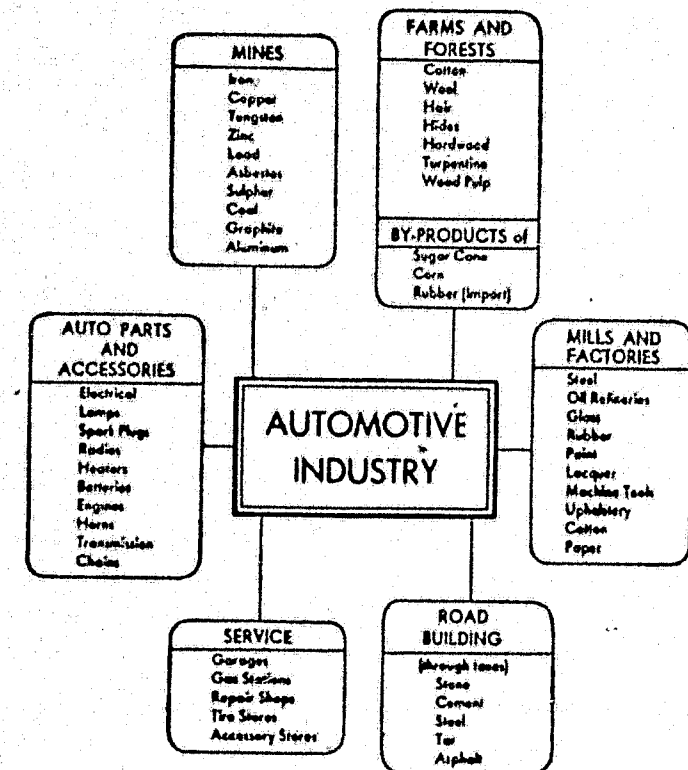 MINES
Iron
Copper
Tungsten
Zinc
Lead
Asbestos
Sulphur
Coal
Graphite
Aluminum
FARMS AND
FORESTS
Cotton
Wool
Hair
Hides
Hardwood
Turpentine
Wood Pulp
BY-PRODUCTS of
Sugar Cane
Corn
Rubber (Import)
AUTO PARTS
AND
ACCESSORIES
Electrical
Lamps
Spark Plugs
Radios
Heaters
Batteries
Engines
Horns
Transmission
Chains
AUTOMOTIVE
INDUSTRY
MILLS AND
FACTORIES
Steel
Oil Refineries
Glass
Rubber
Paint
Lacquer
Machine Tools
Upholstery
Cotton
Paper
SERVICE
Garages
Gas Stations
Repair Shops
Tire Stores
Accessory Stores
ROAD
BUILDING
(through taxes)
Stone
Cement
Steel
Tar
Asphalt